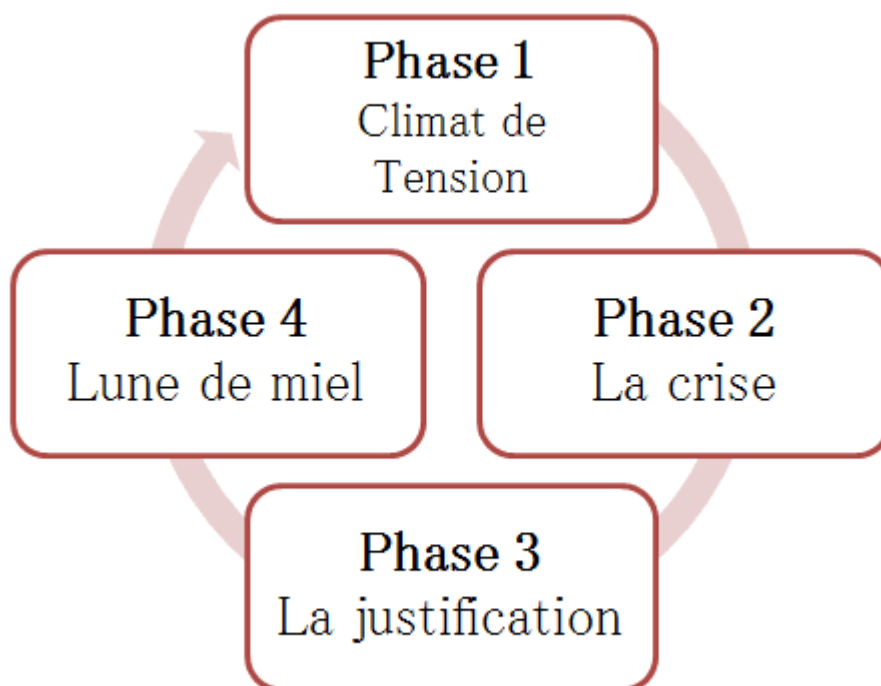 Phase 1
Climat de
Tension
Phase 2
La crise
Phase 3
La justification
Phase 4
Lune de miel